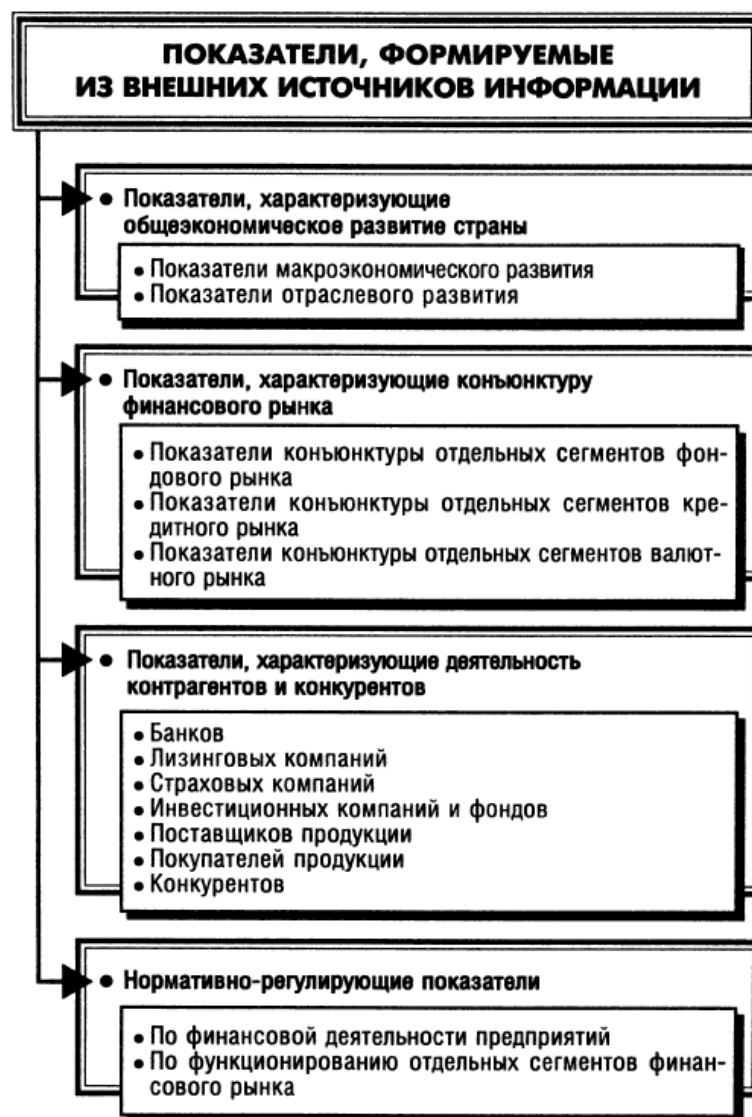 ПОКАЗАТЕЛИ, ФОРМИРУЕМЫЕ
ИЗ ВНЕШНИХ ИСТОЧНИКОВ ИНФОРМАЦИИ
● Показатели, характеризующие
общеэкономическое развитие страны
● Показатели макроэкономического развития
● Показатели отраслевого развития
● Показатели, характеризующие конъюнктуру
финансового рынка
● Показатели конъюнктуры отдельных сегментов фон-
дового рынка
● Показатели конъюнктуры отдельных сегментов кре-
дитного рынка
● Показатели конъюнктуры отдельных сегментов валют-
ного рынка
● Показатели, характеризующие деятельность
контрагентов и конкурентов
● Банков
● Лизинговых компаний
● Страховых компаний
● Инвестиционных компаний и фондов
● Поставщиков продукции
● Покупателей продукции
● Конкурентов
● Нормативно-регулирующие показатели
● По финансовой деятельности предприятий
● По функционированию отдельных сегментов финан-
сового рынка